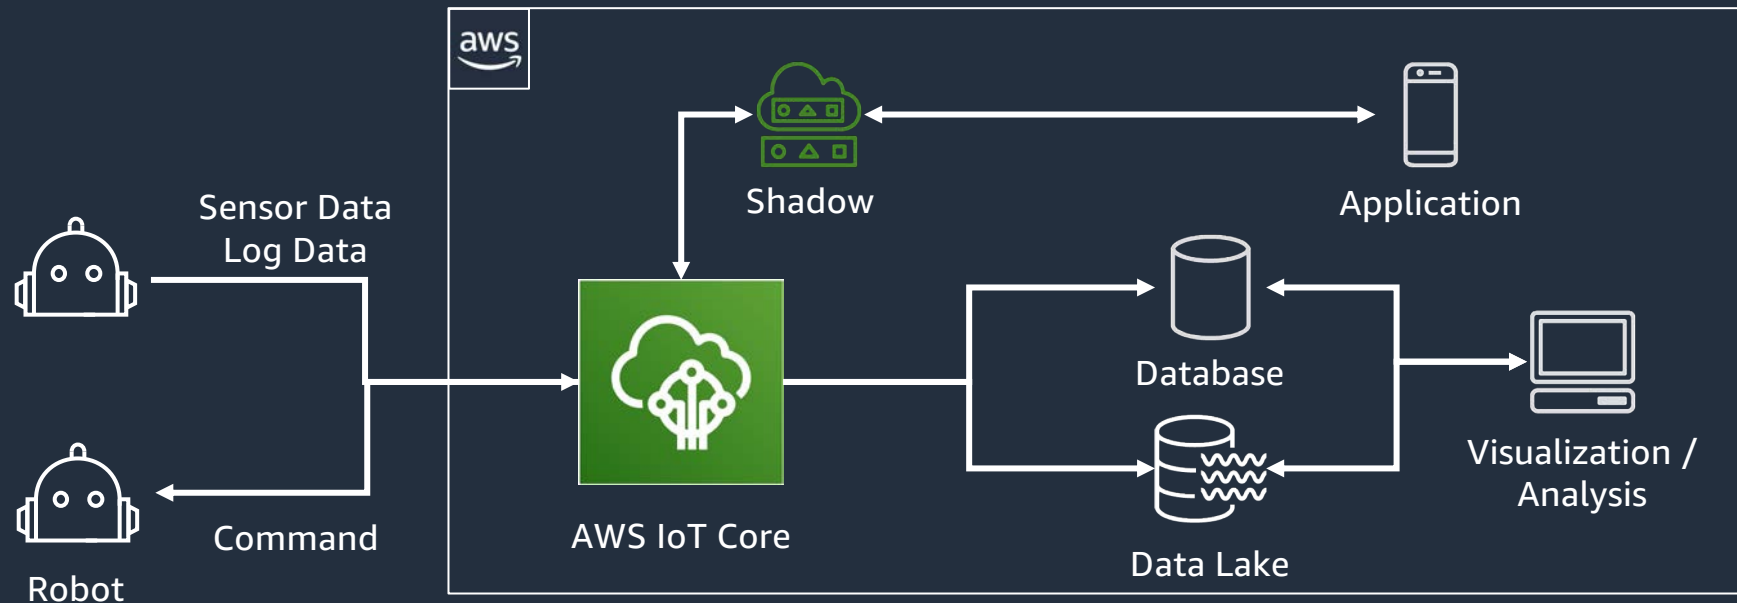 aws
Shadow
Application
Sensor Data
Log Data
Database
Visualization /
Analysis
AWS IoT Core
Command
Data Lake
Robot